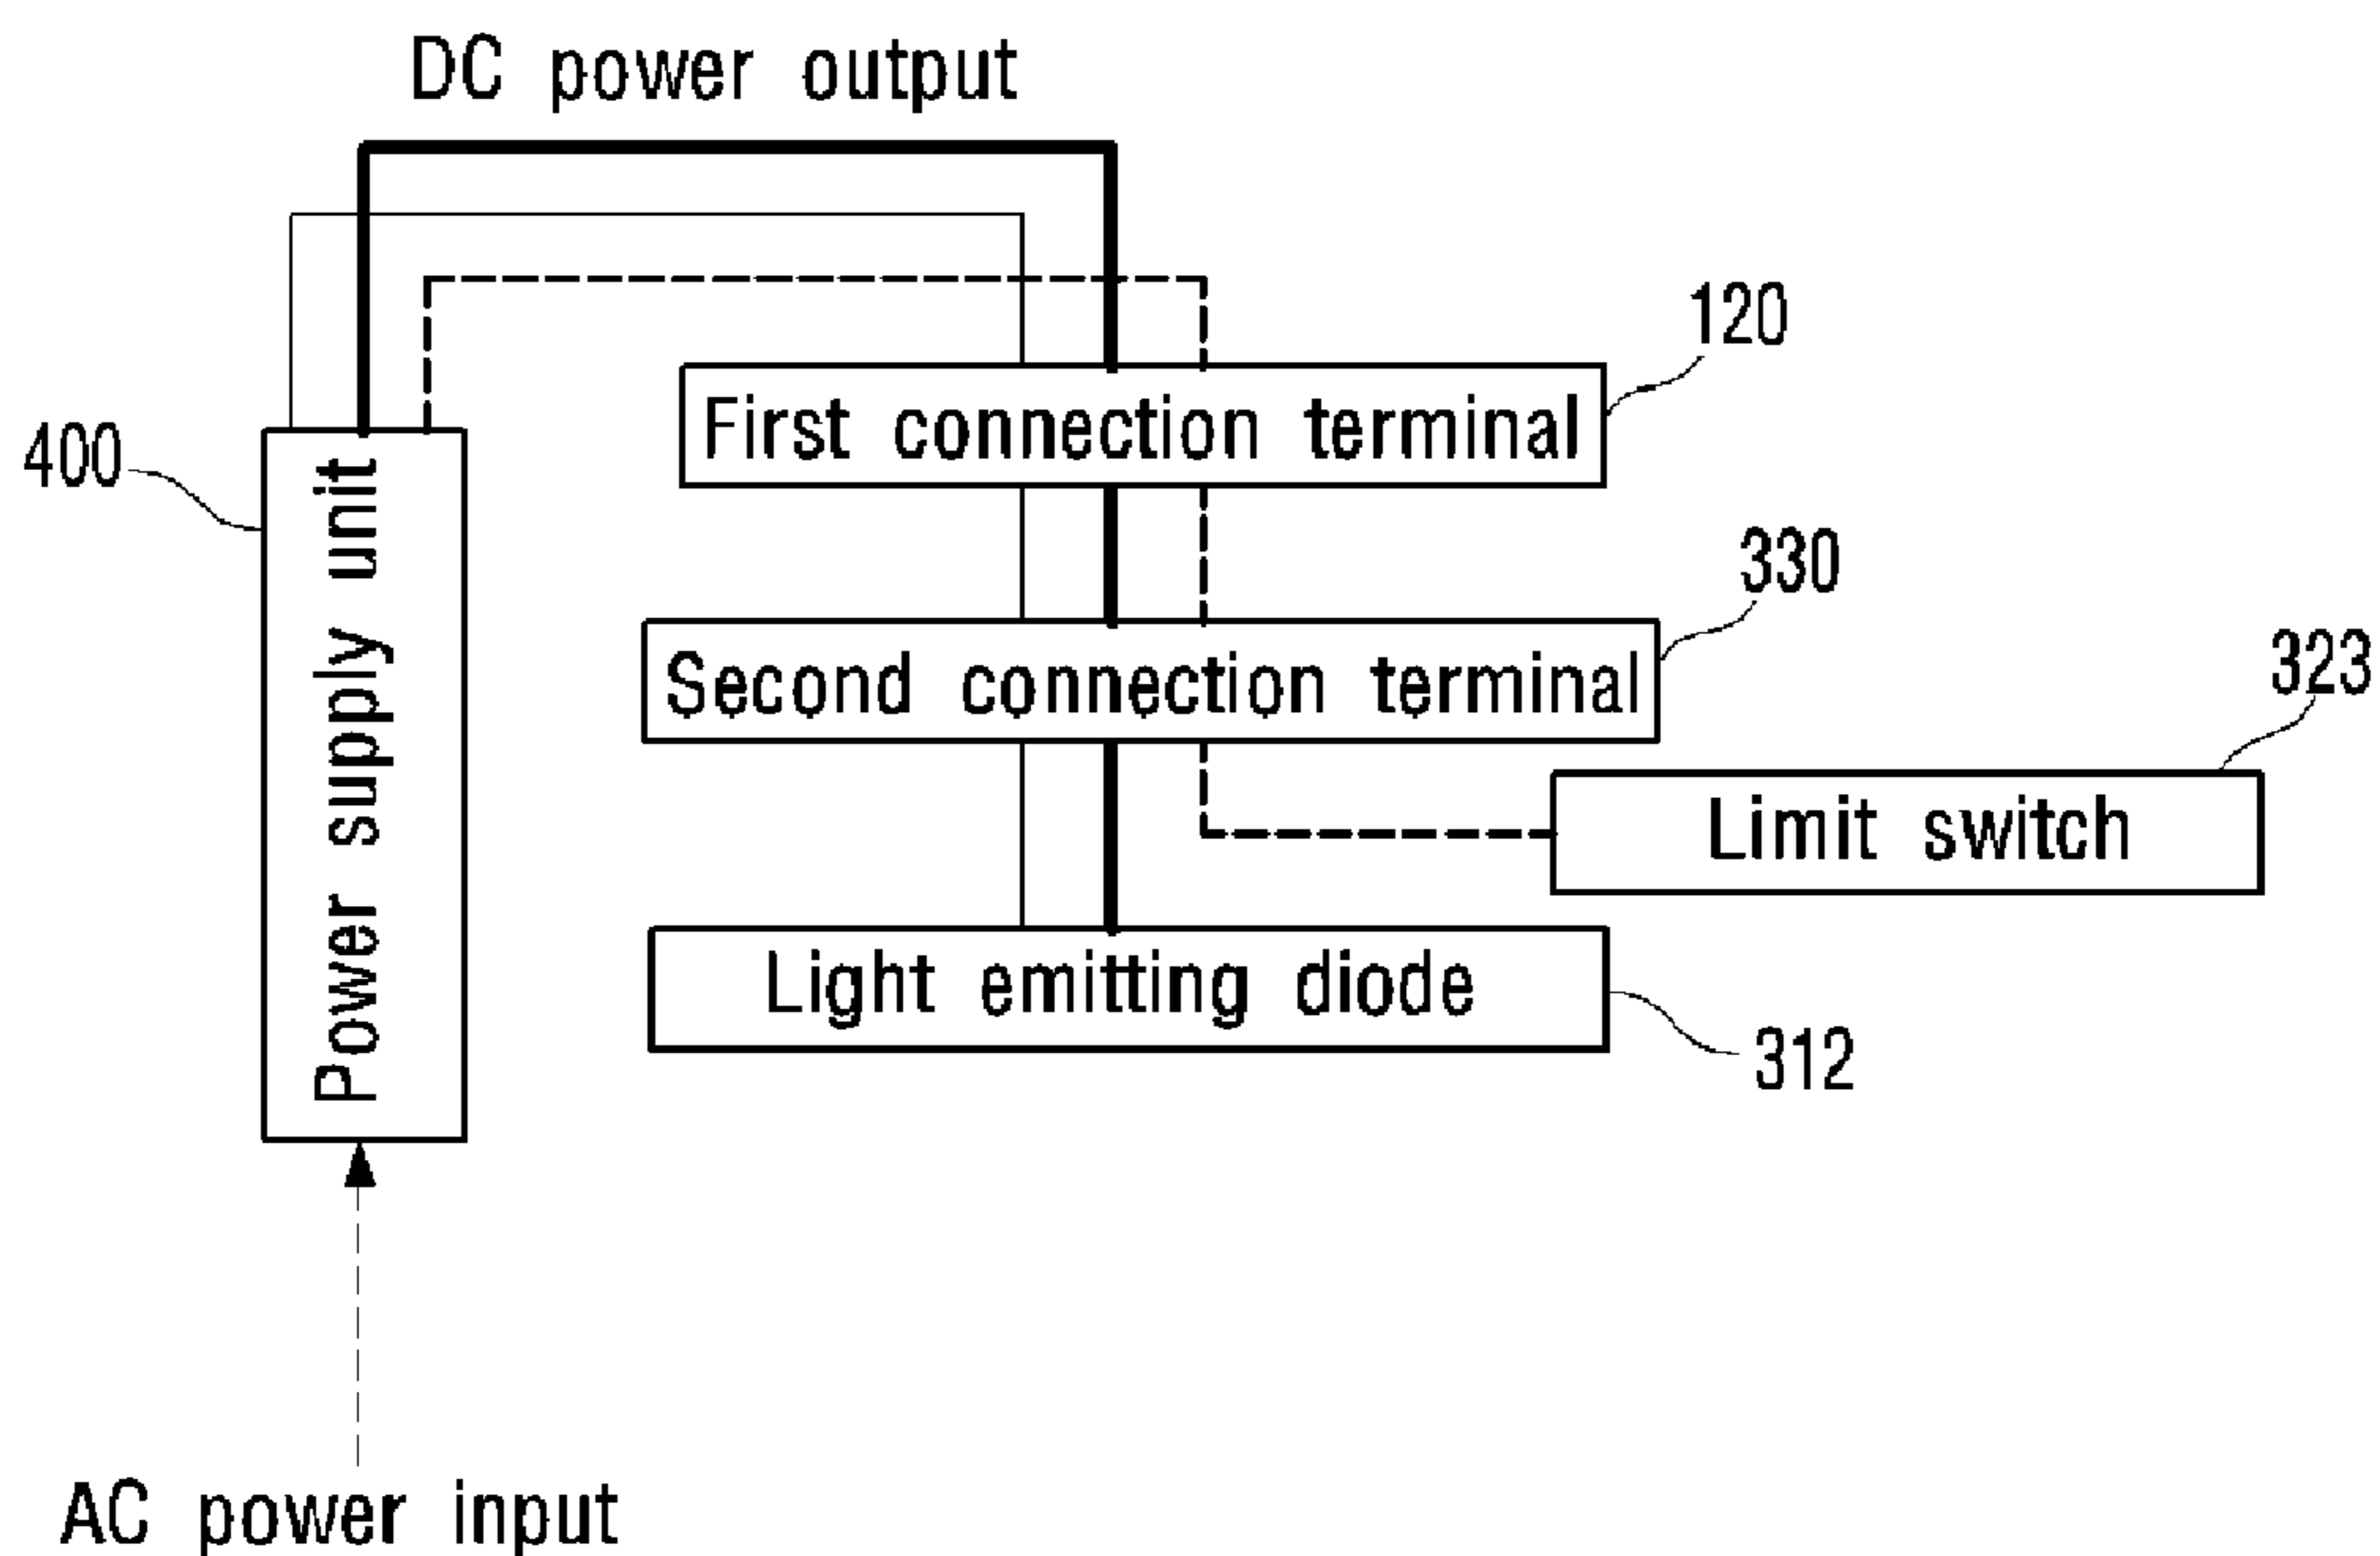 DC power output
120
First connection terminal
400
Power supply unit
330
Second connection terminal
323
Limit switch
Light emitting diode
312
AC power input